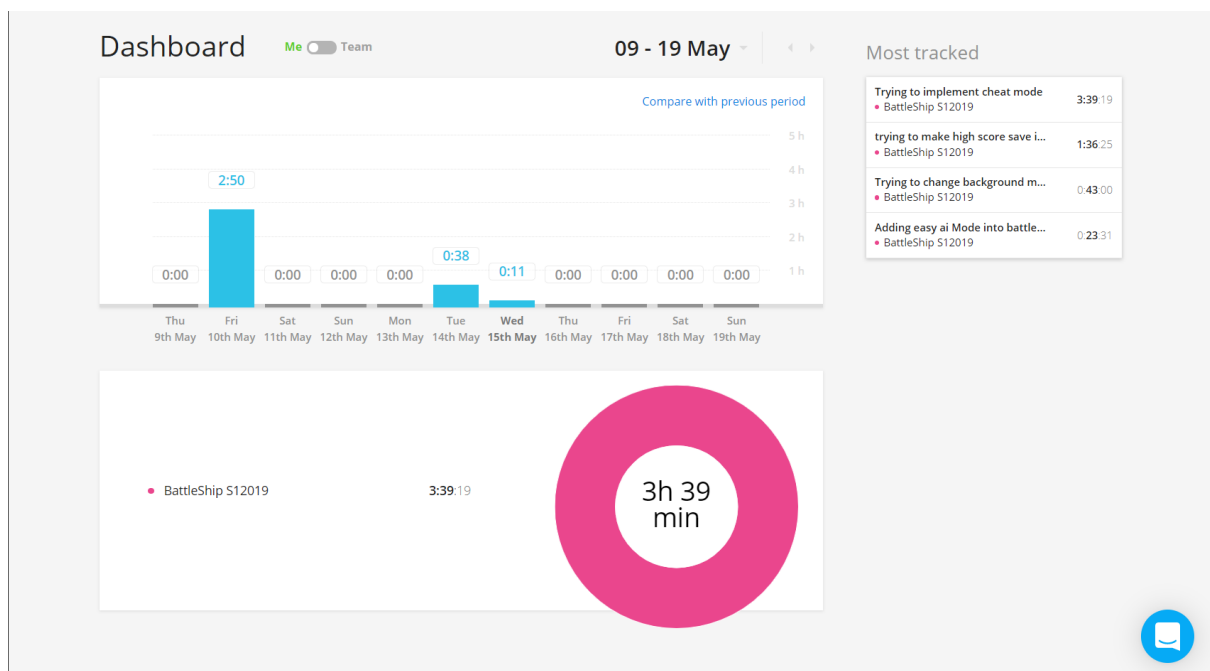 Dashboard
Me Team
09 - 19 May
Most tracked
Compare with previous period
5 h
4 h
3 h
2 h
1 h
0:00 2:50 0:00 0:00 0:00 0:38 0:11 0:00 0:00 0:00 0:00
Thu Fri Sat Sun Mon Tue Wed Thu Fri Sat Sun
9th May 10th May 11th May 12th May 13th May 14th May 15th May 16th May 17th May 18th May 19th May
Trying to implement cheat mode 3:39:19
BattleShip S12019
trying to make high score save i... 1:36:25
BattleShip S12019
Trying to change background m... 0:43:00
BattleShip S12019
Adding easy ai Mode into battle... 0:23:31
BattleShip S12019
BattleShip S12019 3:39:19
3h 39
min